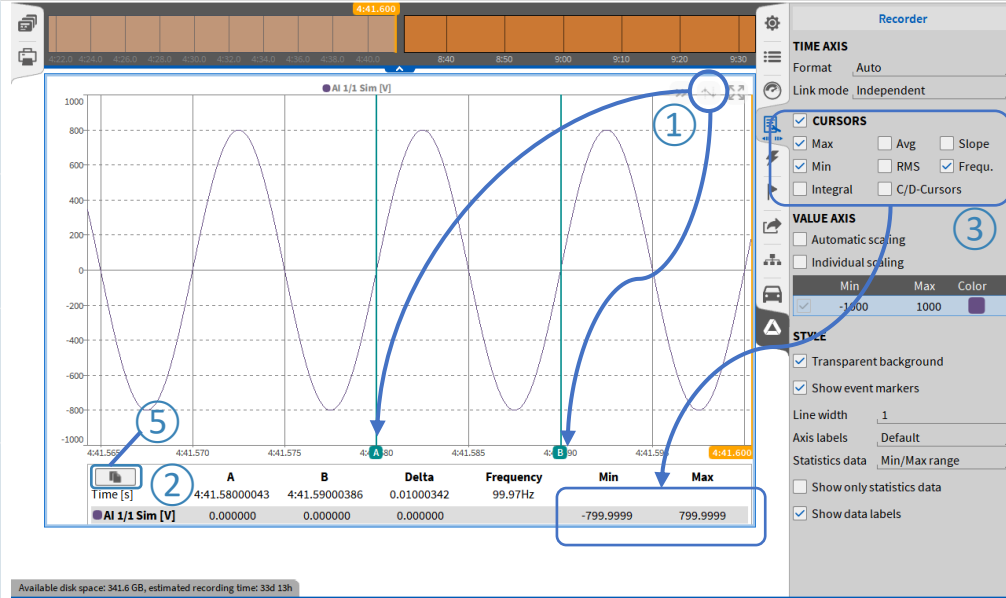 4:41.600
4:22.0 4:24.0 4:26.0 4:28.0 4:30.0 4:32.0 4:34.0 4:36.0 4:38.0 4:40.0
8:40 8:50 9:00 9:10 9:20 9:30
AI 1/1 Sim [V]
1
1000
800
600
400
200
0
-200
-400
-600
-800
-1000
4:41.570 4:41.585
A B 4:41.600
5
2
A B Delta Frequency Min Max
Time [s] 4:41.58000043 4:41.59000386 0.01000342 99.97Hz
AI 1/1 Sim [V] 0.000000 0.000000 0.000000 -799.9999 799.9999
Available disk space: 341.6 GB, estimated recording time: 33d 13h
Recorder
TIME AXIS
Format Auto
Link mode Independent
CURSORS
Max Avg Slope
Min RMS Frequ.
Integral C/D-Cursors
3
VALUE AXIS
Automatic scaling
Individual scaling
Min Max Color
-1000 1000
STYLE
Transparent background
Show event markers
Line width 1
Axis labels Default
Statistics data Min/Max range
Show only statistics data
Show data labels